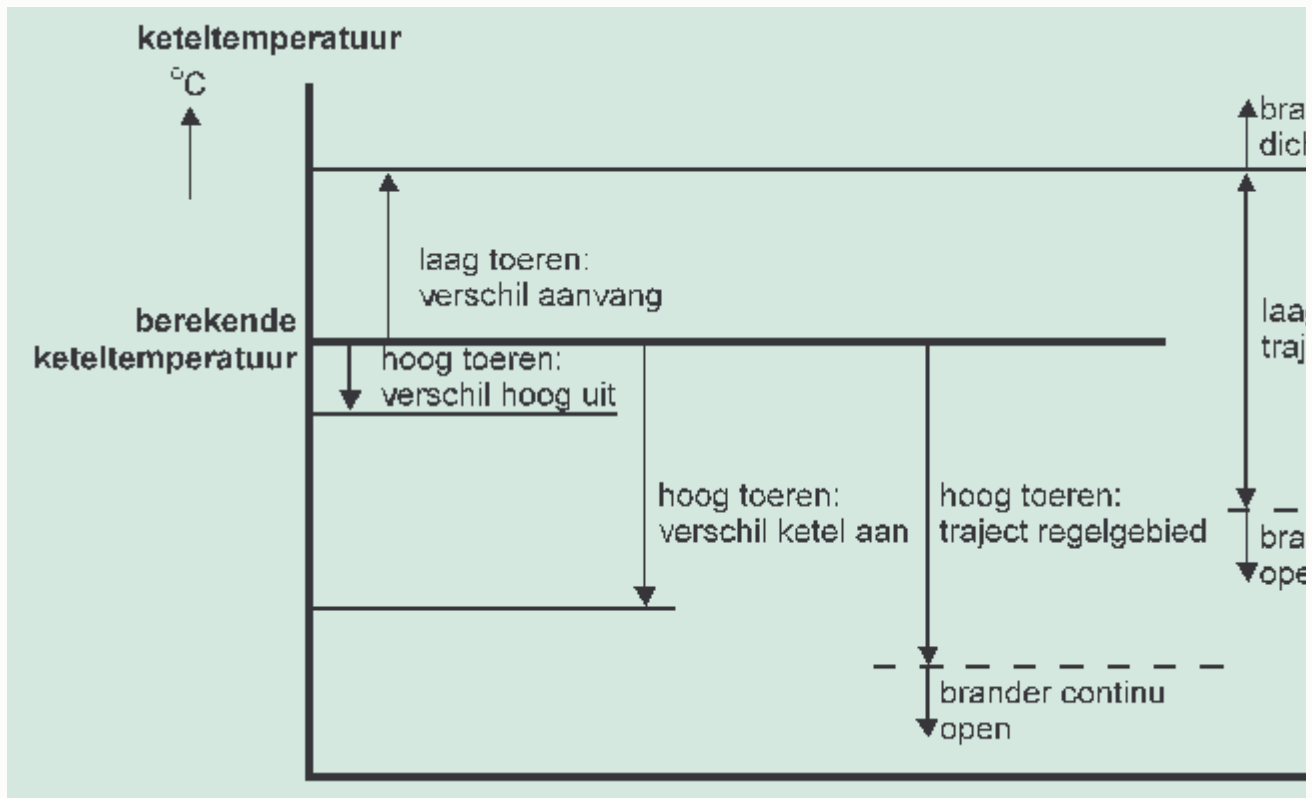 keteltemperatuur
°C
laag toeren:
verschil aanvang
berekende
keteltemperatuur
hoog toeren:
verschil hoog uit
hoog toeren:
verschil ketel aan
hoog toeren:
traject regelgebied
brander continu
open